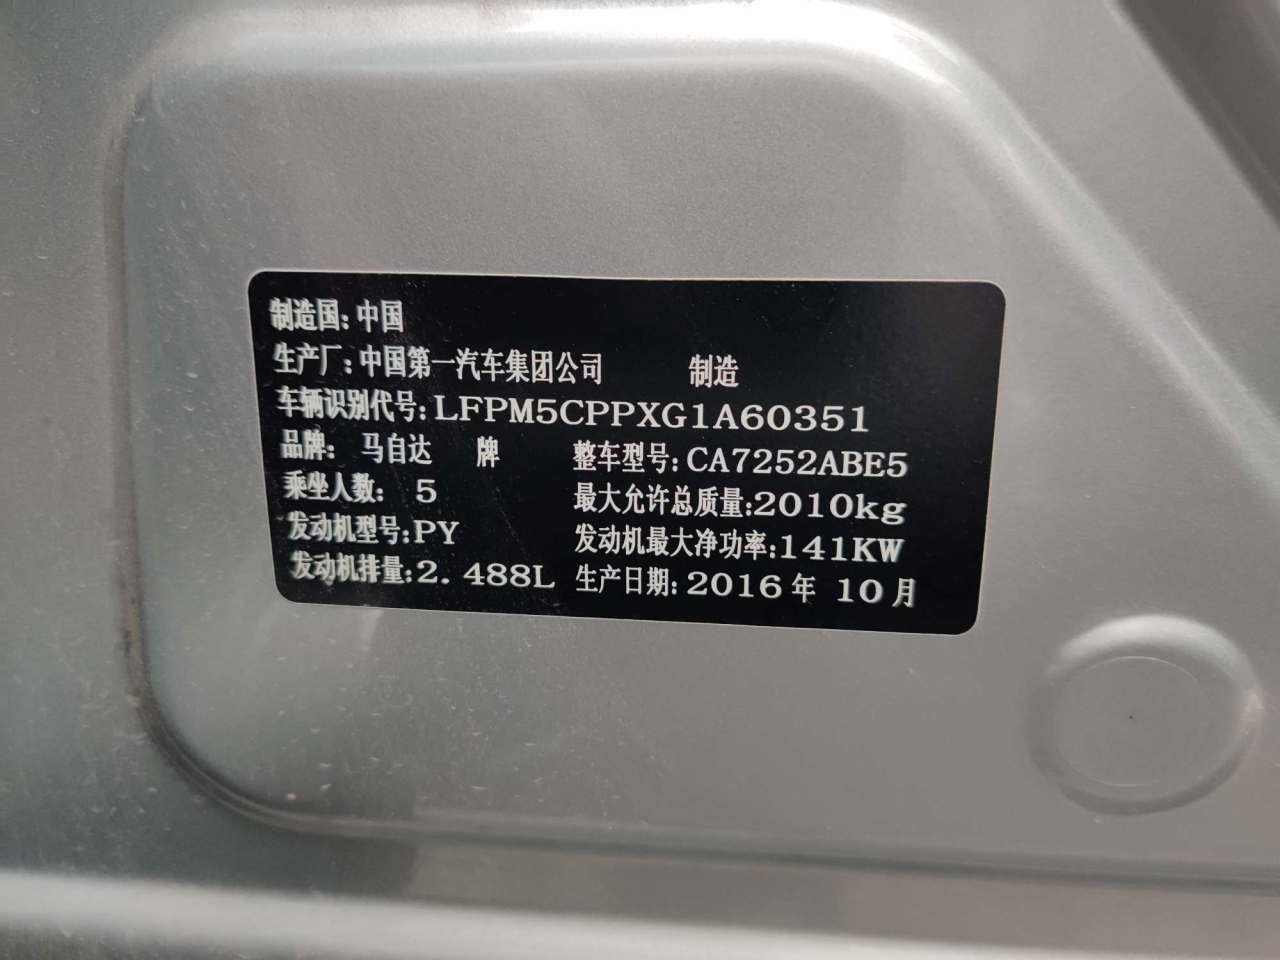 制造国:中国
生产厂:中国第一汽车集团公司 制造
车辆识别代号:LFPM5CPPXG1A60351
品牌: 马自达 牌 整车型号:CA7252ABE5
乘坐人数: 5 最大允许总质量:2010kg
发动机型号:PY 发动机最大净功率:141KW
发动机排量:2.488L 生产日期:2016年 10月